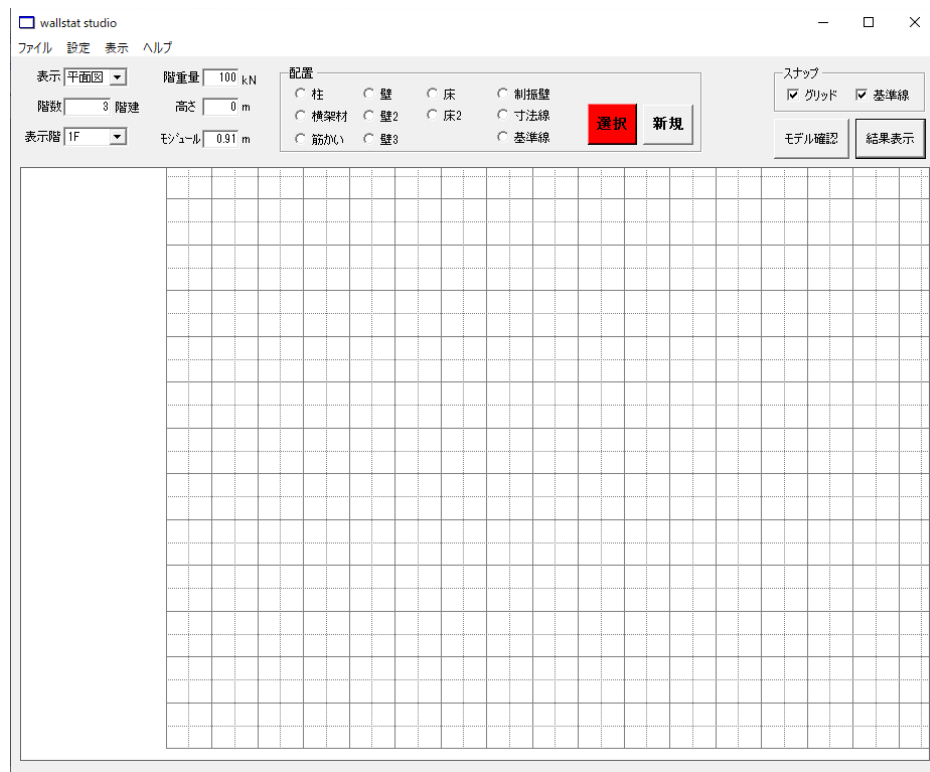 wallstat studio
ファイル 設定 表示 ヘルプ
表示 平面図 階重量 100 kN 配置 スナップ
柱 壁 床 制振壁 グリッド 基準線
階数 3 階建 高さ 0 m 横架材 壁2 床2 寸法線 選択 新規
表示階 1F モジュール 0.91 m 筋かい 壁3 基準線 モデル確認 結果表示